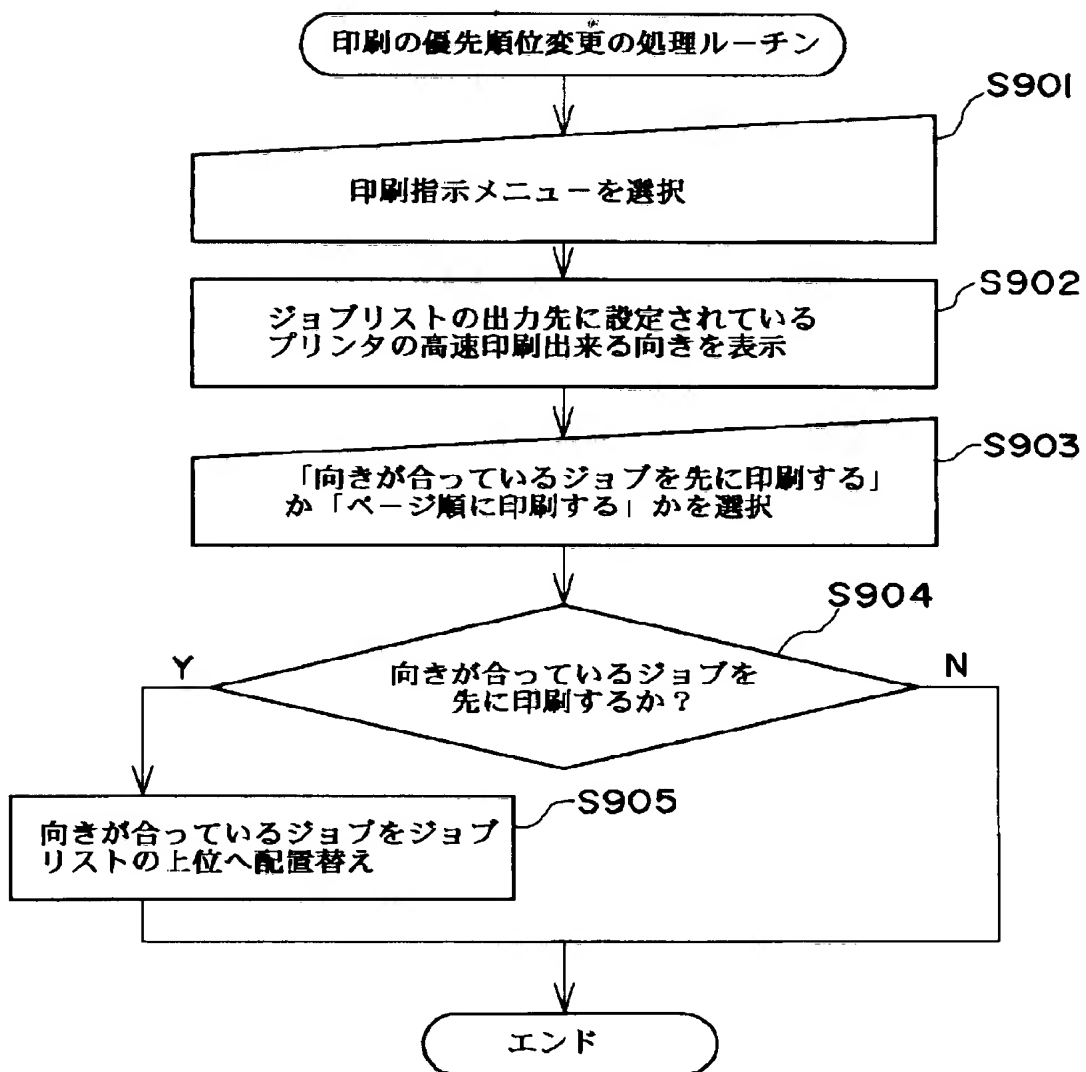 印刷の優先順位変更の処理ルーチン
S901
印刷指示メニューを選択
S902
ジョブリストの出力先に設定されている
プリンタの高速印刷出来る向きを表示
S903
「向きが合っているジョブを先に印刷する」
か「ページ順に印刷する」かを選択
S904
Y
N
向きが合っているジョブを
先に印刷するか？
S905
向きが合っているジョブをジョブ
リストの上位へ配置替え
エンド